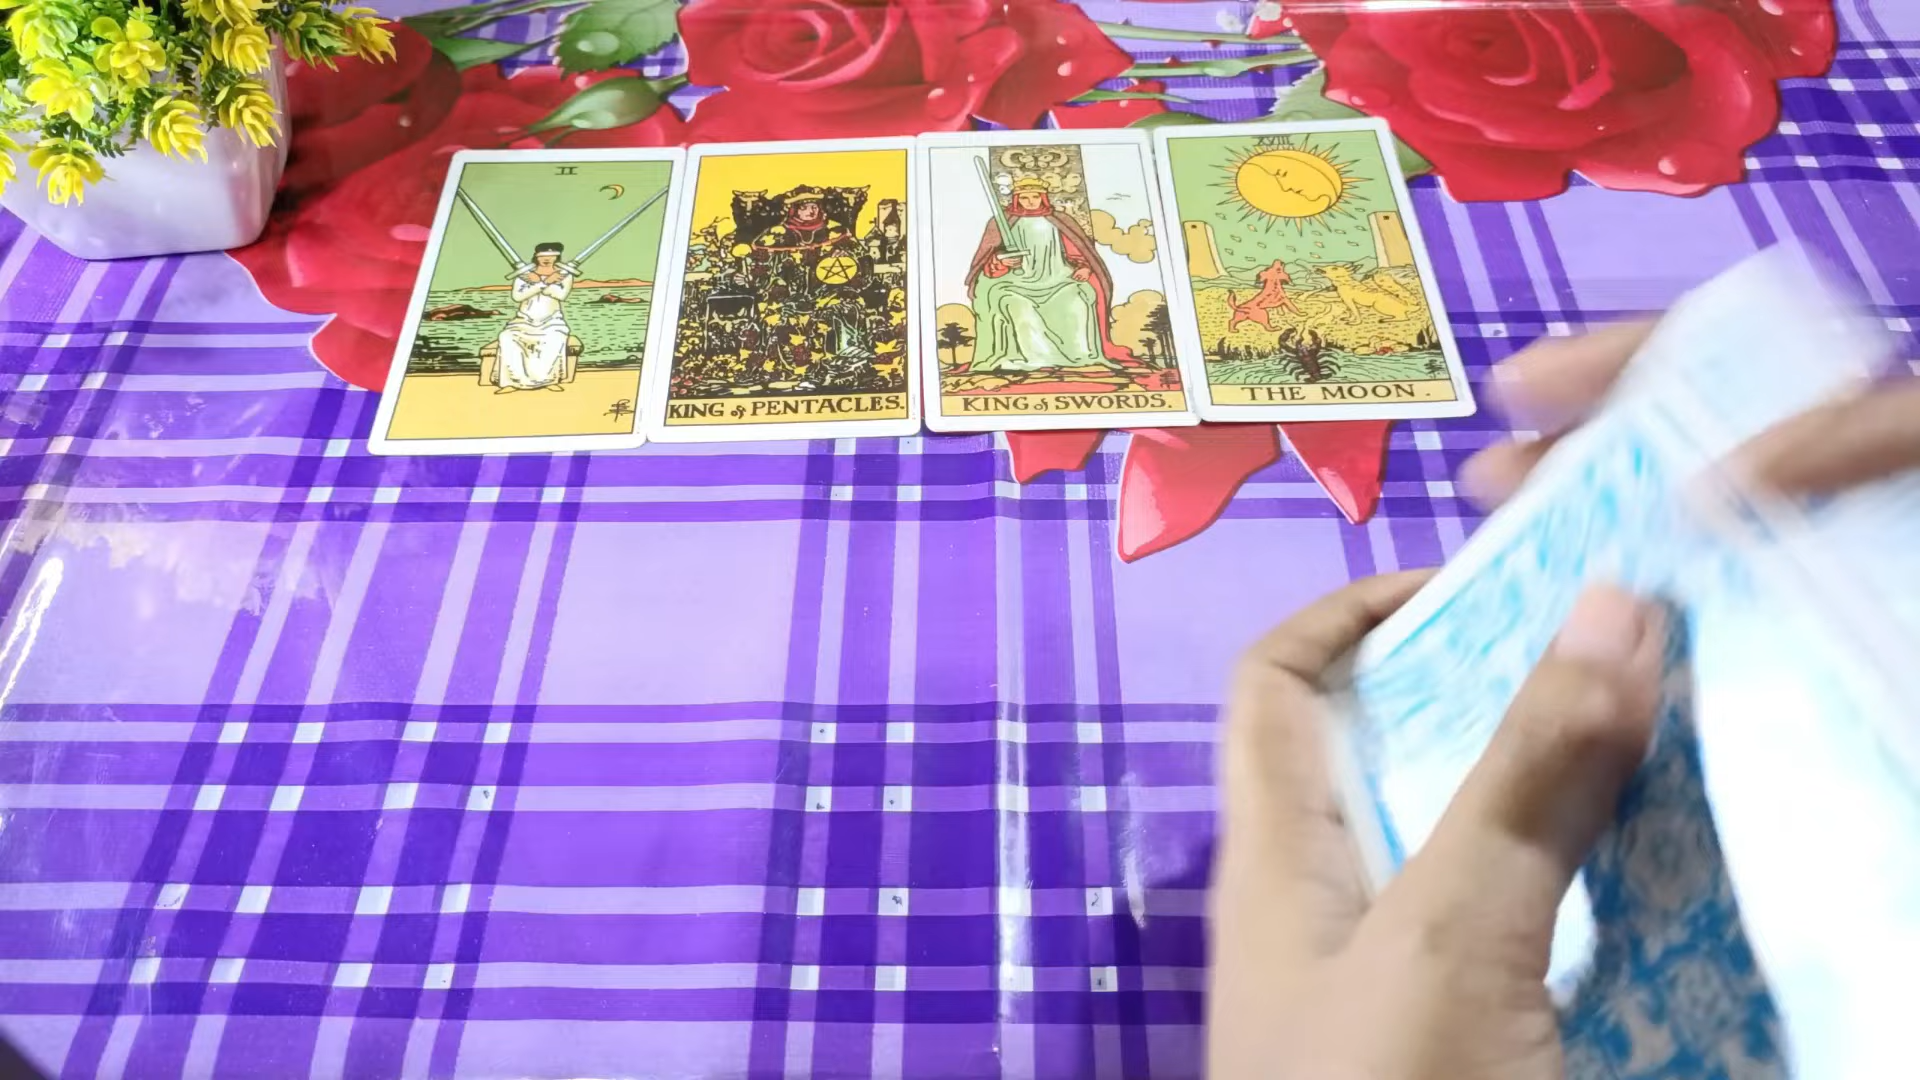 II
KING of PENTACLES.
KING of SWORDS.
XVIII
THE MOON.